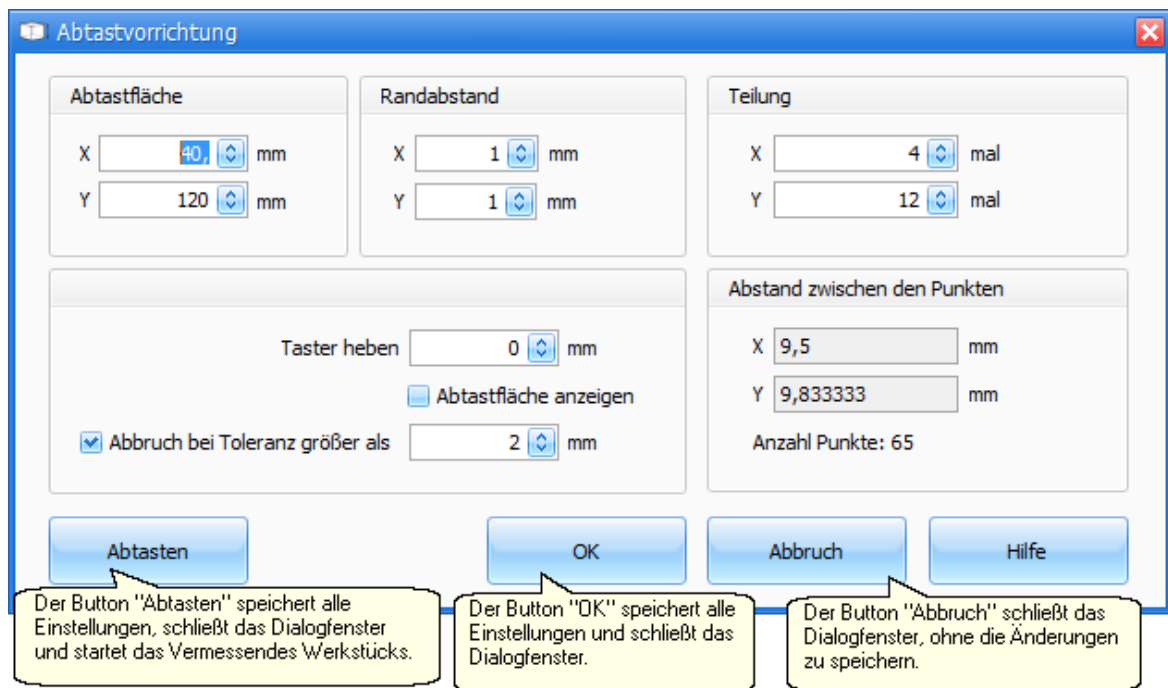 Abtastvorrichtung
Abtastfläche
X 40, mm
Y 120 mm
Randabstand
X 1 mm
Y 1 mm
Teilung
X 4 mal
Y 12 mal
Taster heben 0 mm
Abtastfläche anzeigen
Abbruch bei Toleranz größer als 2 mm
Abstand zwischen den Punkten
X 9,5 mm
Y 9,833333 mm
Anzahl Punkte: 65
Abtasten
OK
Abbruch
Hilfe
Der Button "Abtasten" speichert alle
Einstellungen, schließt das Dialogfenster
und startet das Vermessendes Werkstücks.
Der Button "OK" speichert alle
Einstellungen und schließt das
Dialogfenster.
Der Button "Abbruch" schließt das
Dialogfenster, ohne die Änderungen
zu speichern.